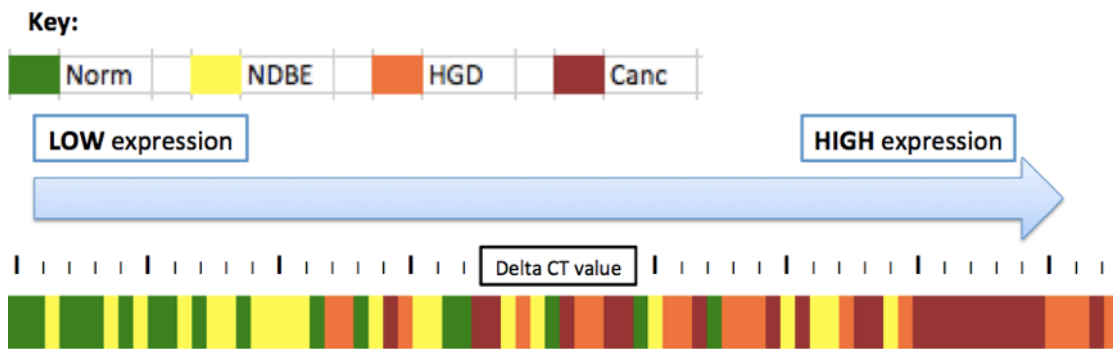 Key:
Norm NDBE HGD Canc
LOW expression HIGH expression
Delta CT value